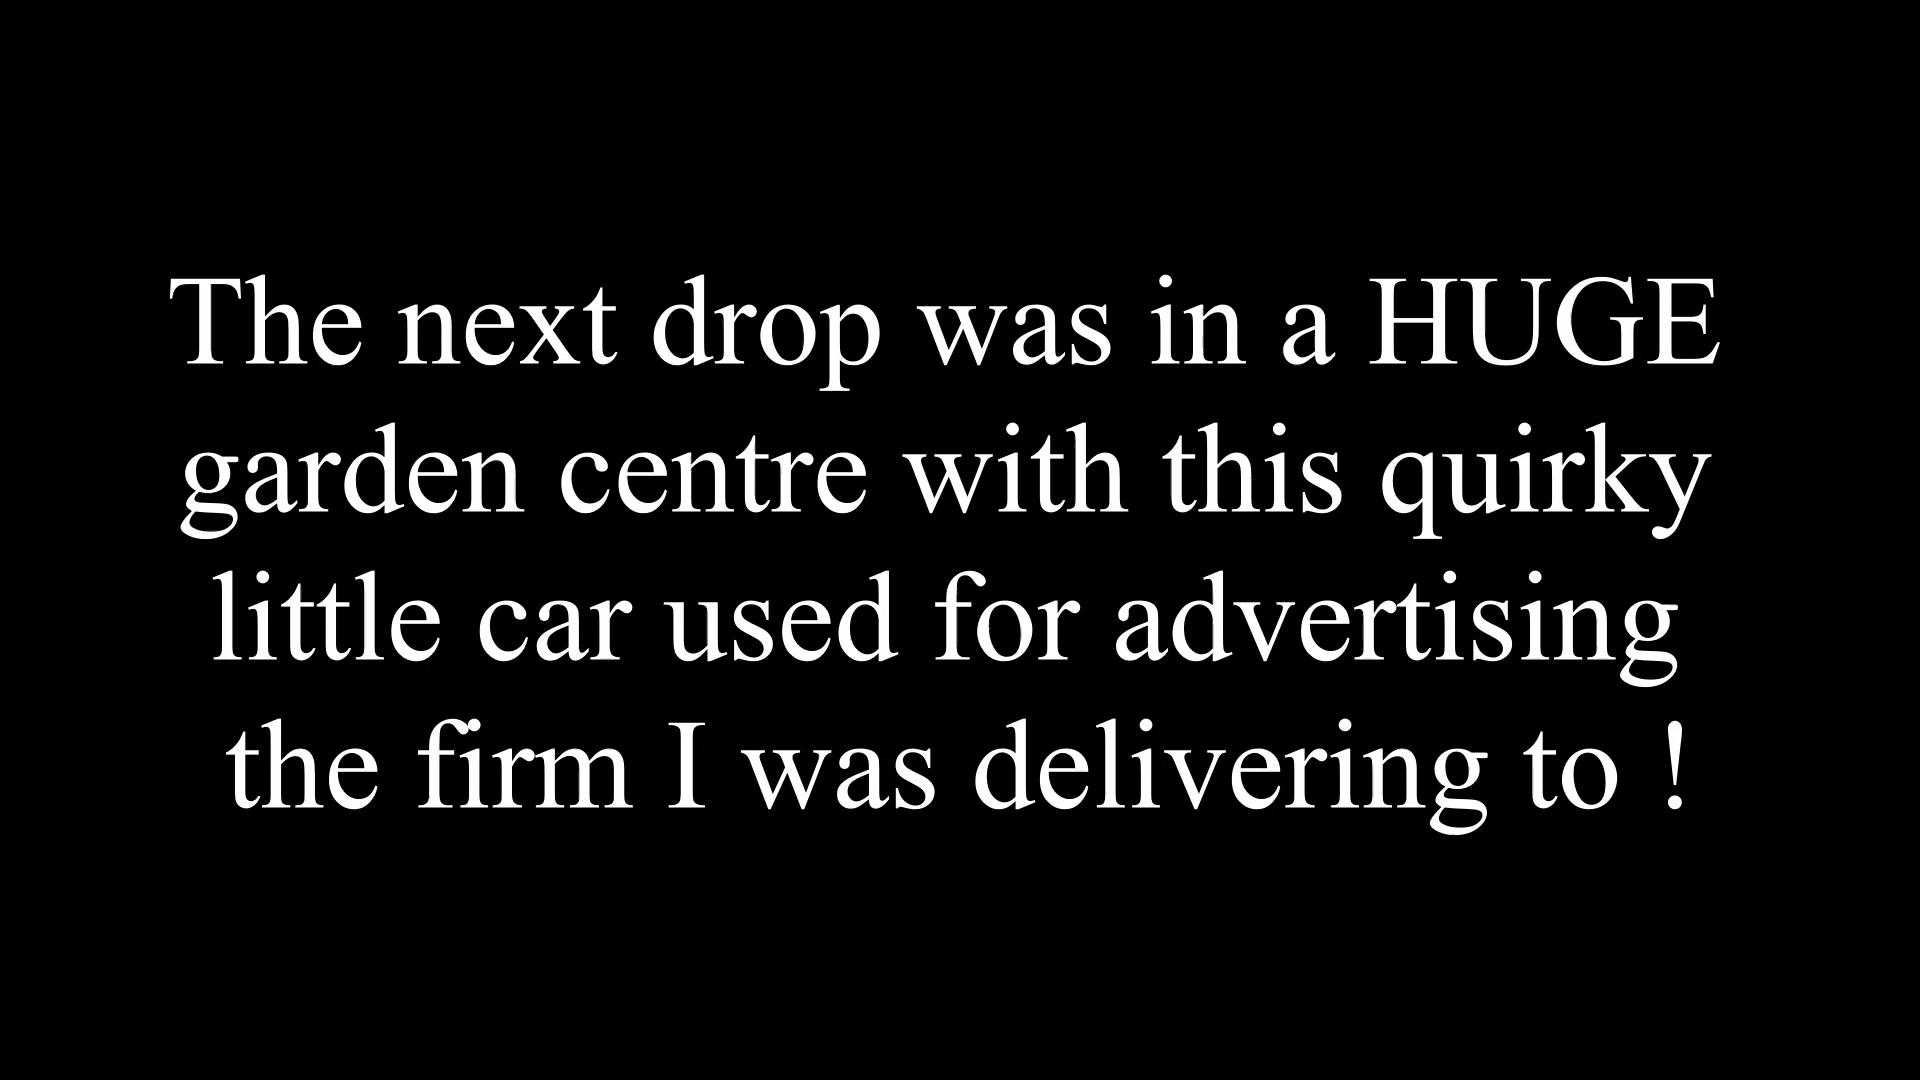 The next drop was in a HUGE
garden centre with this quirky
little car used for advertising
the firm I was delivering to !